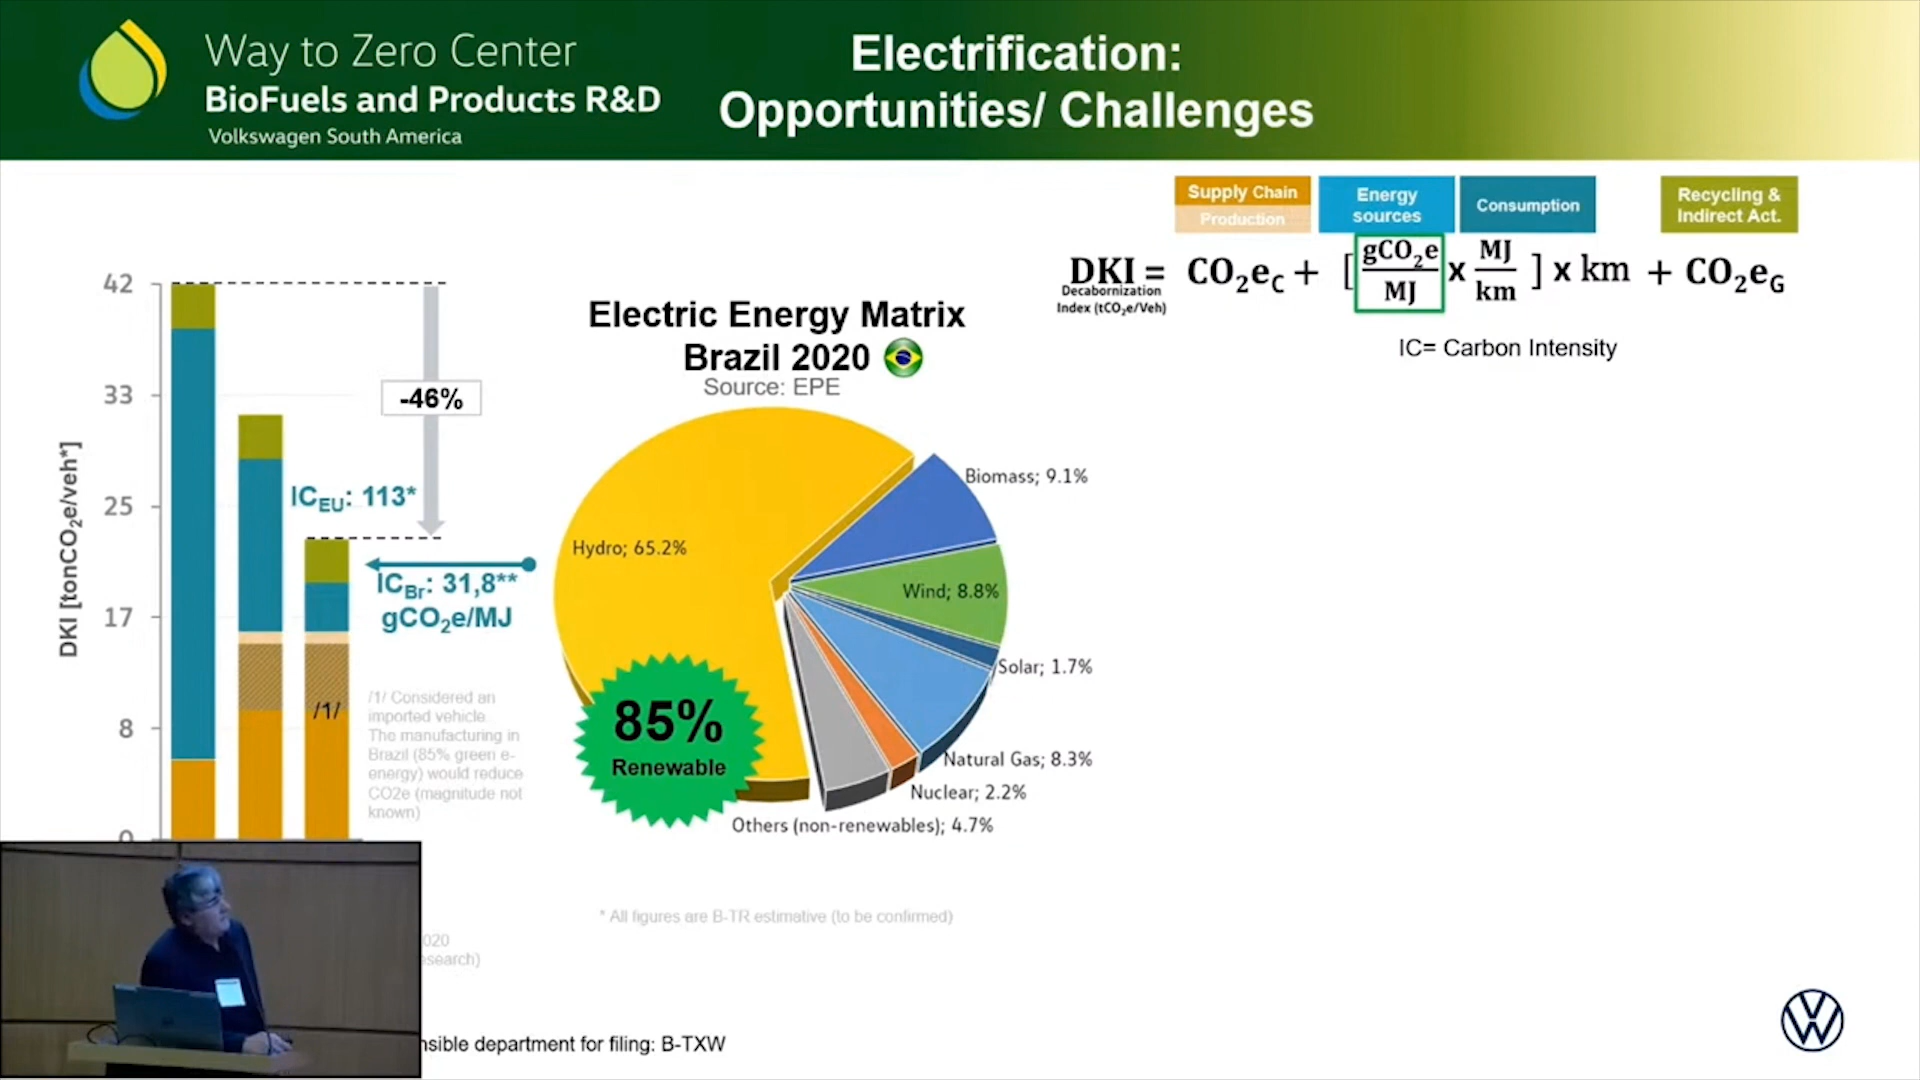 Way to Zero Center
BioFuels and Products R&D
Volkswagen South America
Electrification:
Opportunities/ Challenges
Supply Chain
Production
Energy
sources
Consumption
Recycling &
Indirect Act.
DKI = CO₂e_C + [ gCO₂e/MJ x MJ/km ] x km + CO₂e_G
Decabornization
Index (tCO₂e/Veh)
IC= Carbon Intensity
DKI [tonCO₂e/veh*]
42
33
25
17
8
0
-46%
IC_EU: 113*
IC_Br: 31,8**
gCO₂e/MJ
/1/
/1/ Considered an
imported vehicle.
The manufacturing in
Brazil (85% green e-
energy) would reduce
CO2e (magnitude not
known)
Electric Energy Matrix
Brazil 2020
Source: EPE
Hydro; 65.2%
Biomass; 9.1%
Wind; 8.8%
Solar; 1.7%
Natural Gas; 8.3%
Nuclear; 2.2%
Others (non-renewables); 4.7%
85%
Renewable
* All figures are B-TR estimative (to be confirmed)
020
search)
nsible department for filing: B-TXW